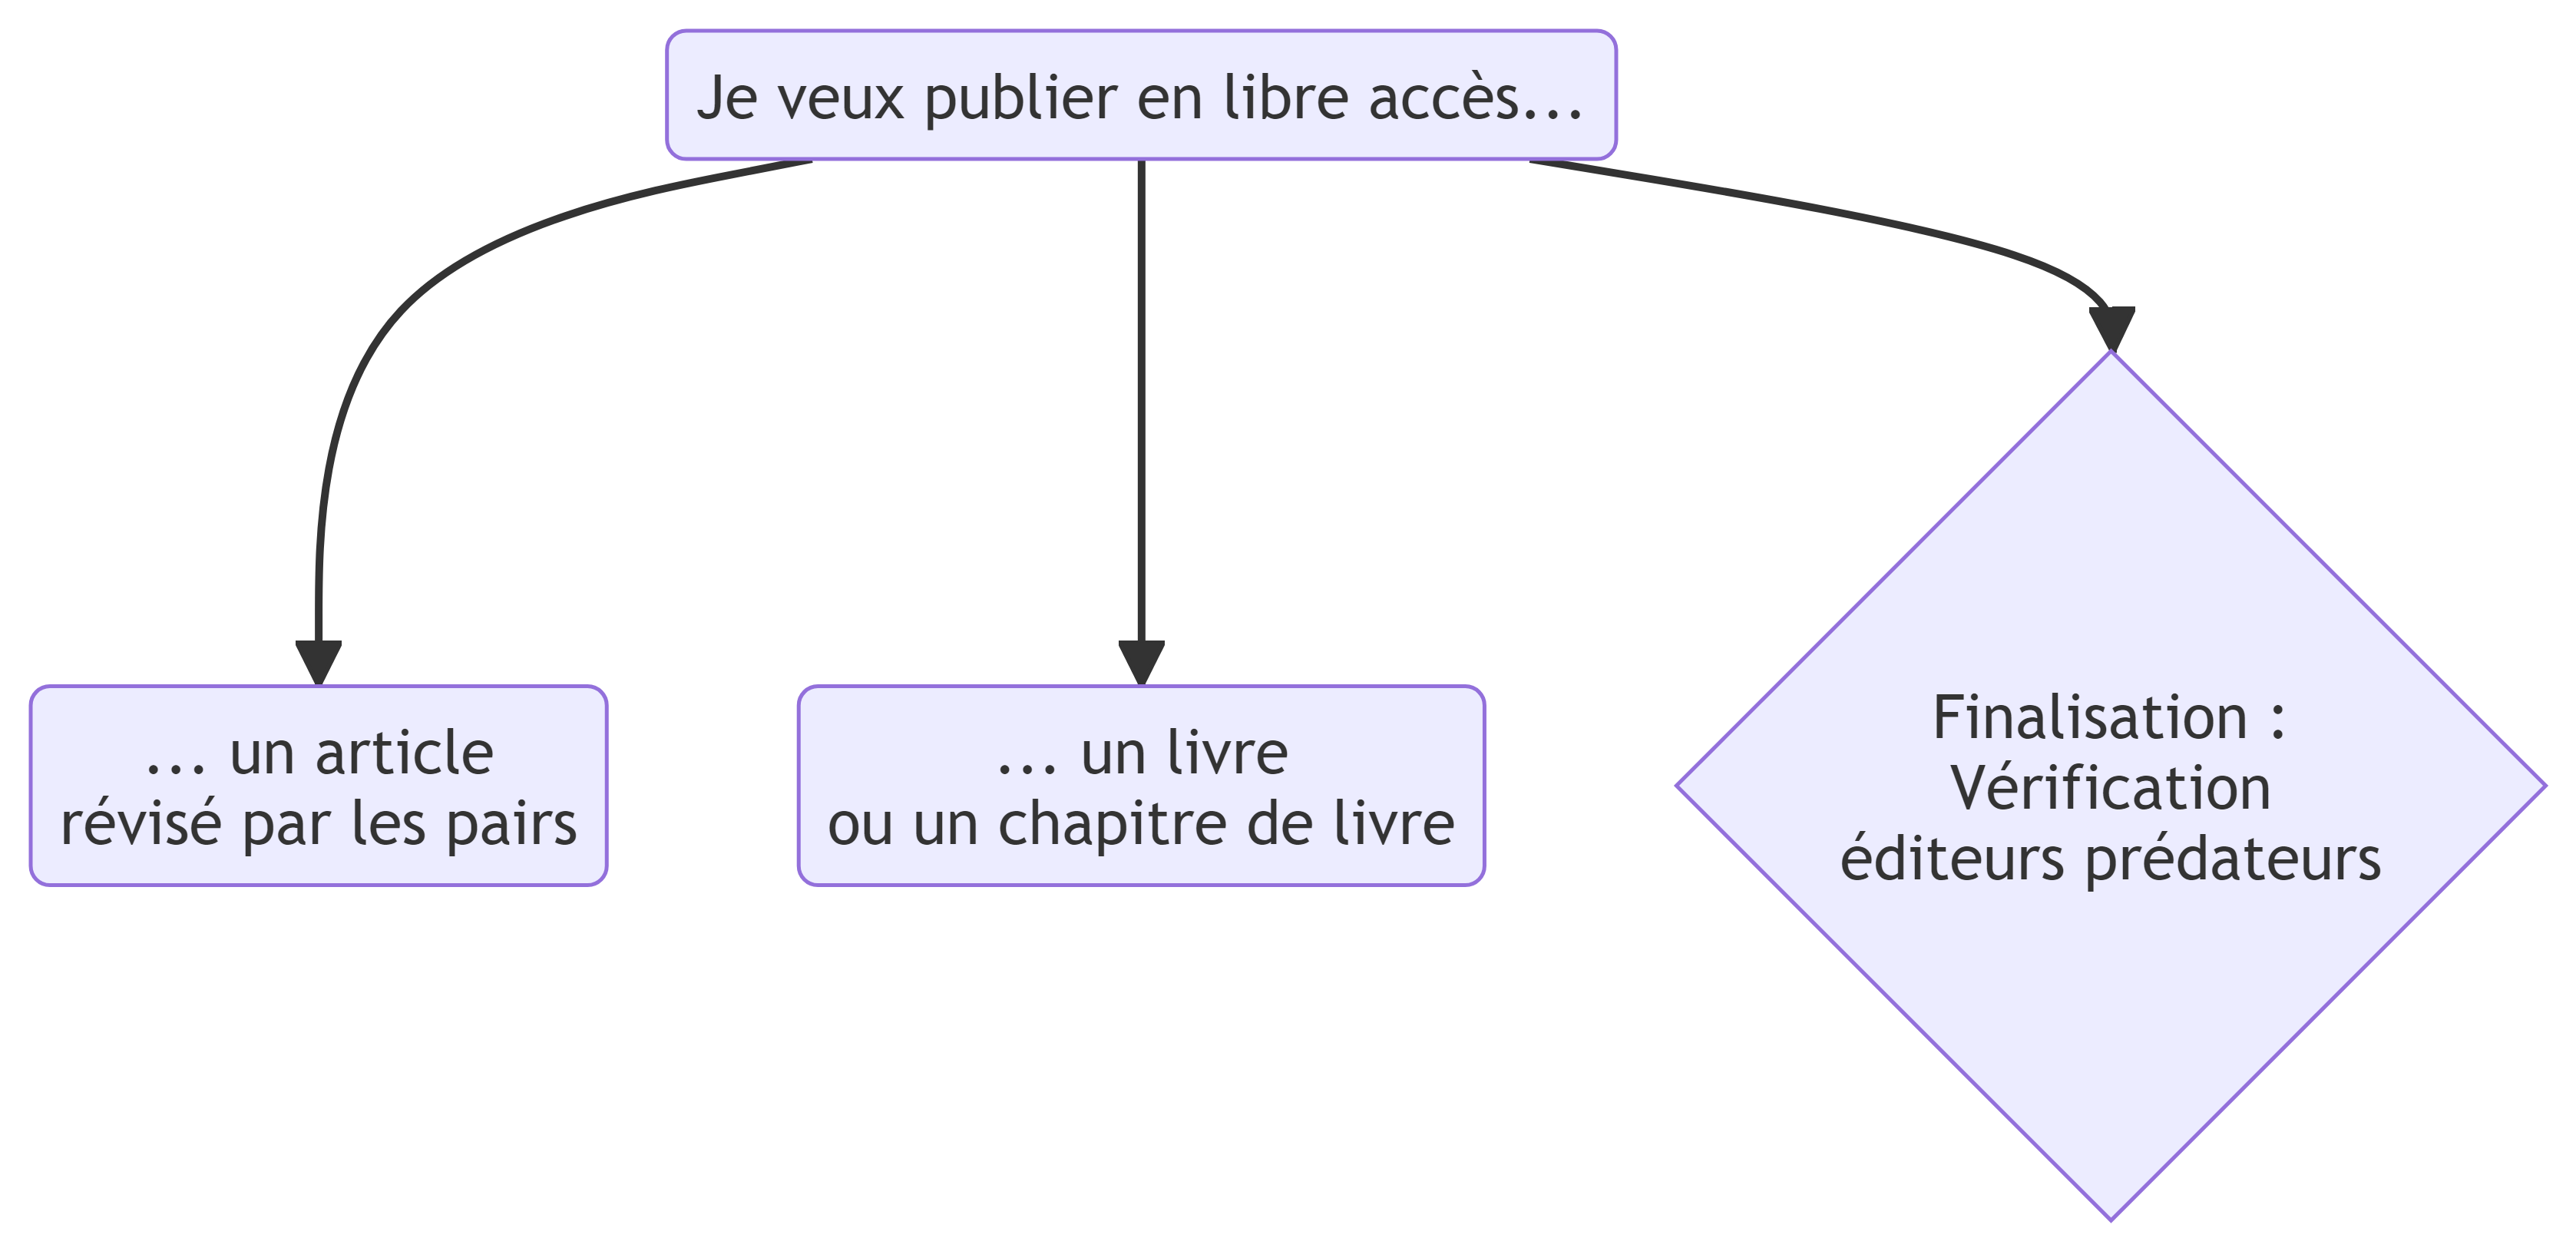 Je veux publier en libre accès...
... un article
révisé par les pairs
... un livre
ou un chapitre de livre
Finalisation :
Vérification
éditeurs prédateurs